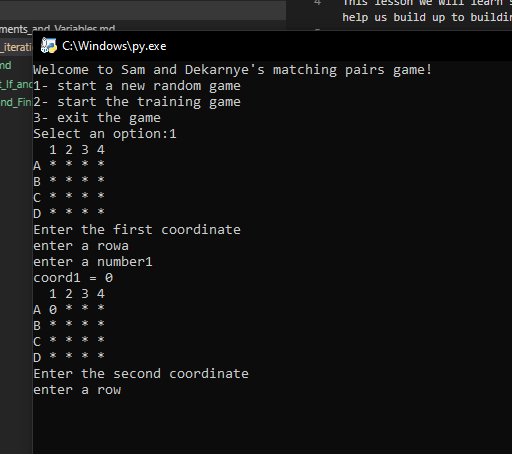 4 This lesson we will learn s
help us build up to buildin
ments_and_Variables.md
_iterati
nd
t_If_and
nd_Fin
C:\Windows\py.exe
Welcome to Sam and Dekarnye's matching pairs game!
1- start a new random game
2- start the training game
3- exit the game
Select an option:1
1 2 3 4
A * * * *
B * * * *
C * * * *
D * * * *
Enter the first coordinate
enter a rowa
enter a number1
coord1 = 0
1 2 3 4
A 0 * * *
B * * * *
C * * * *
D * * * *
Enter the second coordinate
enter a row